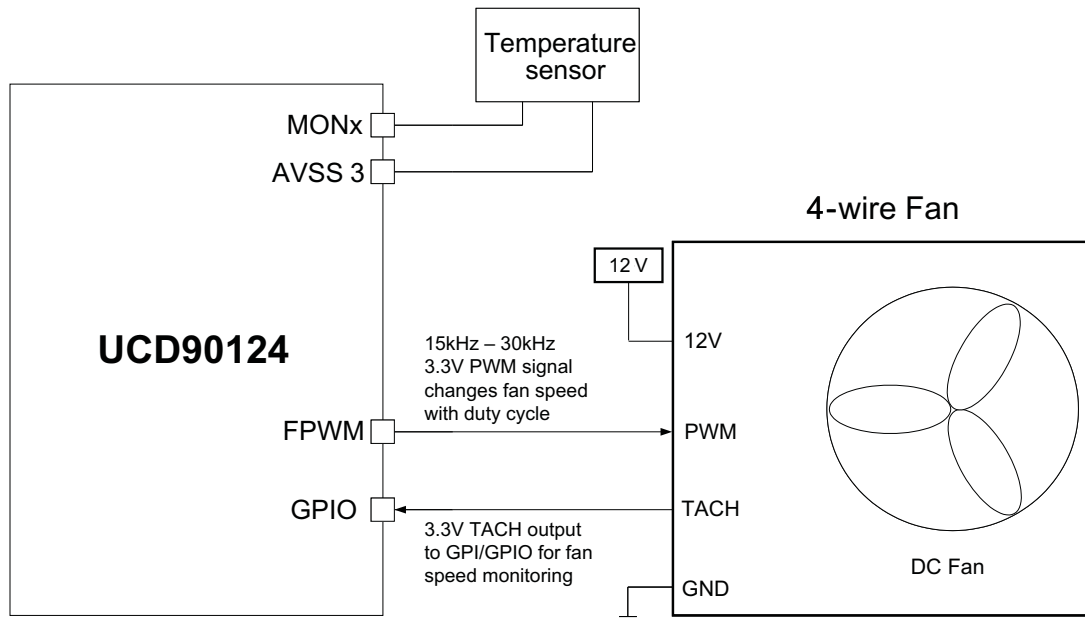 Temperature
sensor
MONx
AVSS 3
4-wire Fan
12 V
UCD90124
15kHz – 30kHz
3.3V PWM signal
changes fan speed
with duty cycle
12V
FPWM
PWM
GPIO
TACH
3.3V TACH output
to GPI/GPIO for fan
speed monitoring
DC Fan
GND